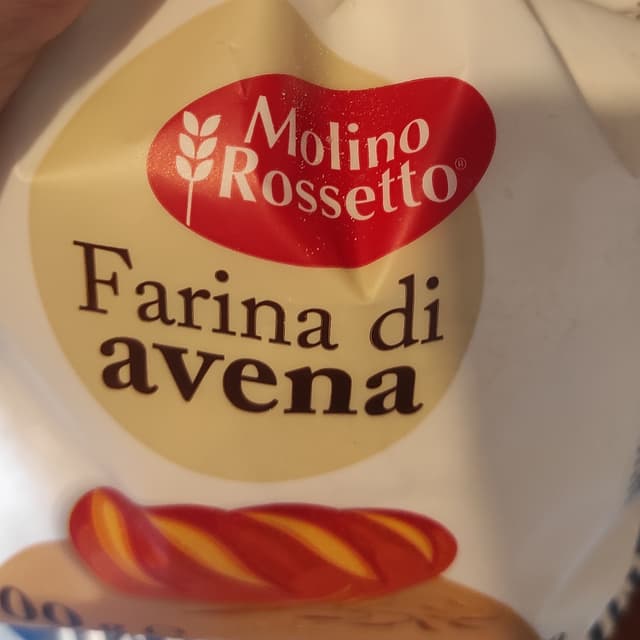 Molino
Rossetto®
Farina di
avena